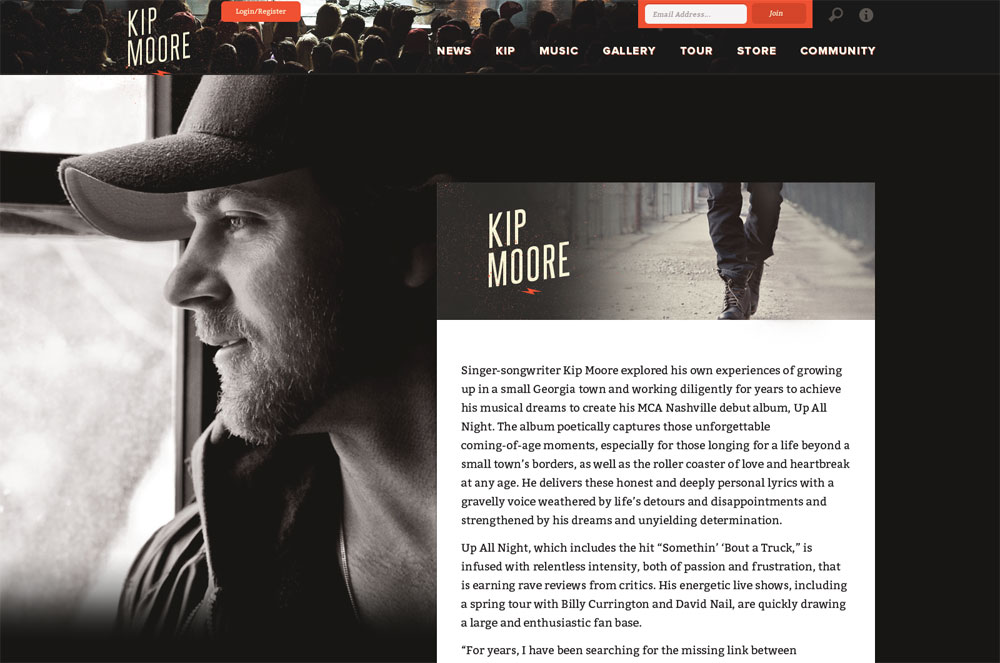 KIP
MOORE
Login/Register
Email Address...
Join
NEWS KIP MUSIC GALLERY TOUR STORE COMMUNITY
KIP
MOORE
Singer-songwriter Kip Moore explored his own experiences of growing
up in a small Georgia town and working diligently for years to achieve
his musical dreams to create his MCA Nashville debut album, Up All
Night. The album poetically captures those unforgettable
coming-of-age moments, especially for those longing for a life beyond a
small town’s borders, as well as the roller coaster of love and heartbreak
at any age. He delivers these honest and deeply personal lyrics with a
gravelly voice weathered by life’s detours and disappointments and
strengthened by his dreams and unyielding determination.
Up All Night, which includes the hit “Somethin’ ‘Bout a Truck,” is
infused with relentless intensity, both of passion and frustration, that
is earning rave reviews from critics. His energetic live shows, including
a spring tour with Billy Currington and David Nail, are quickly drawing
a large and enthusiastic fan base.
“For years, I have been searching for the missing link between